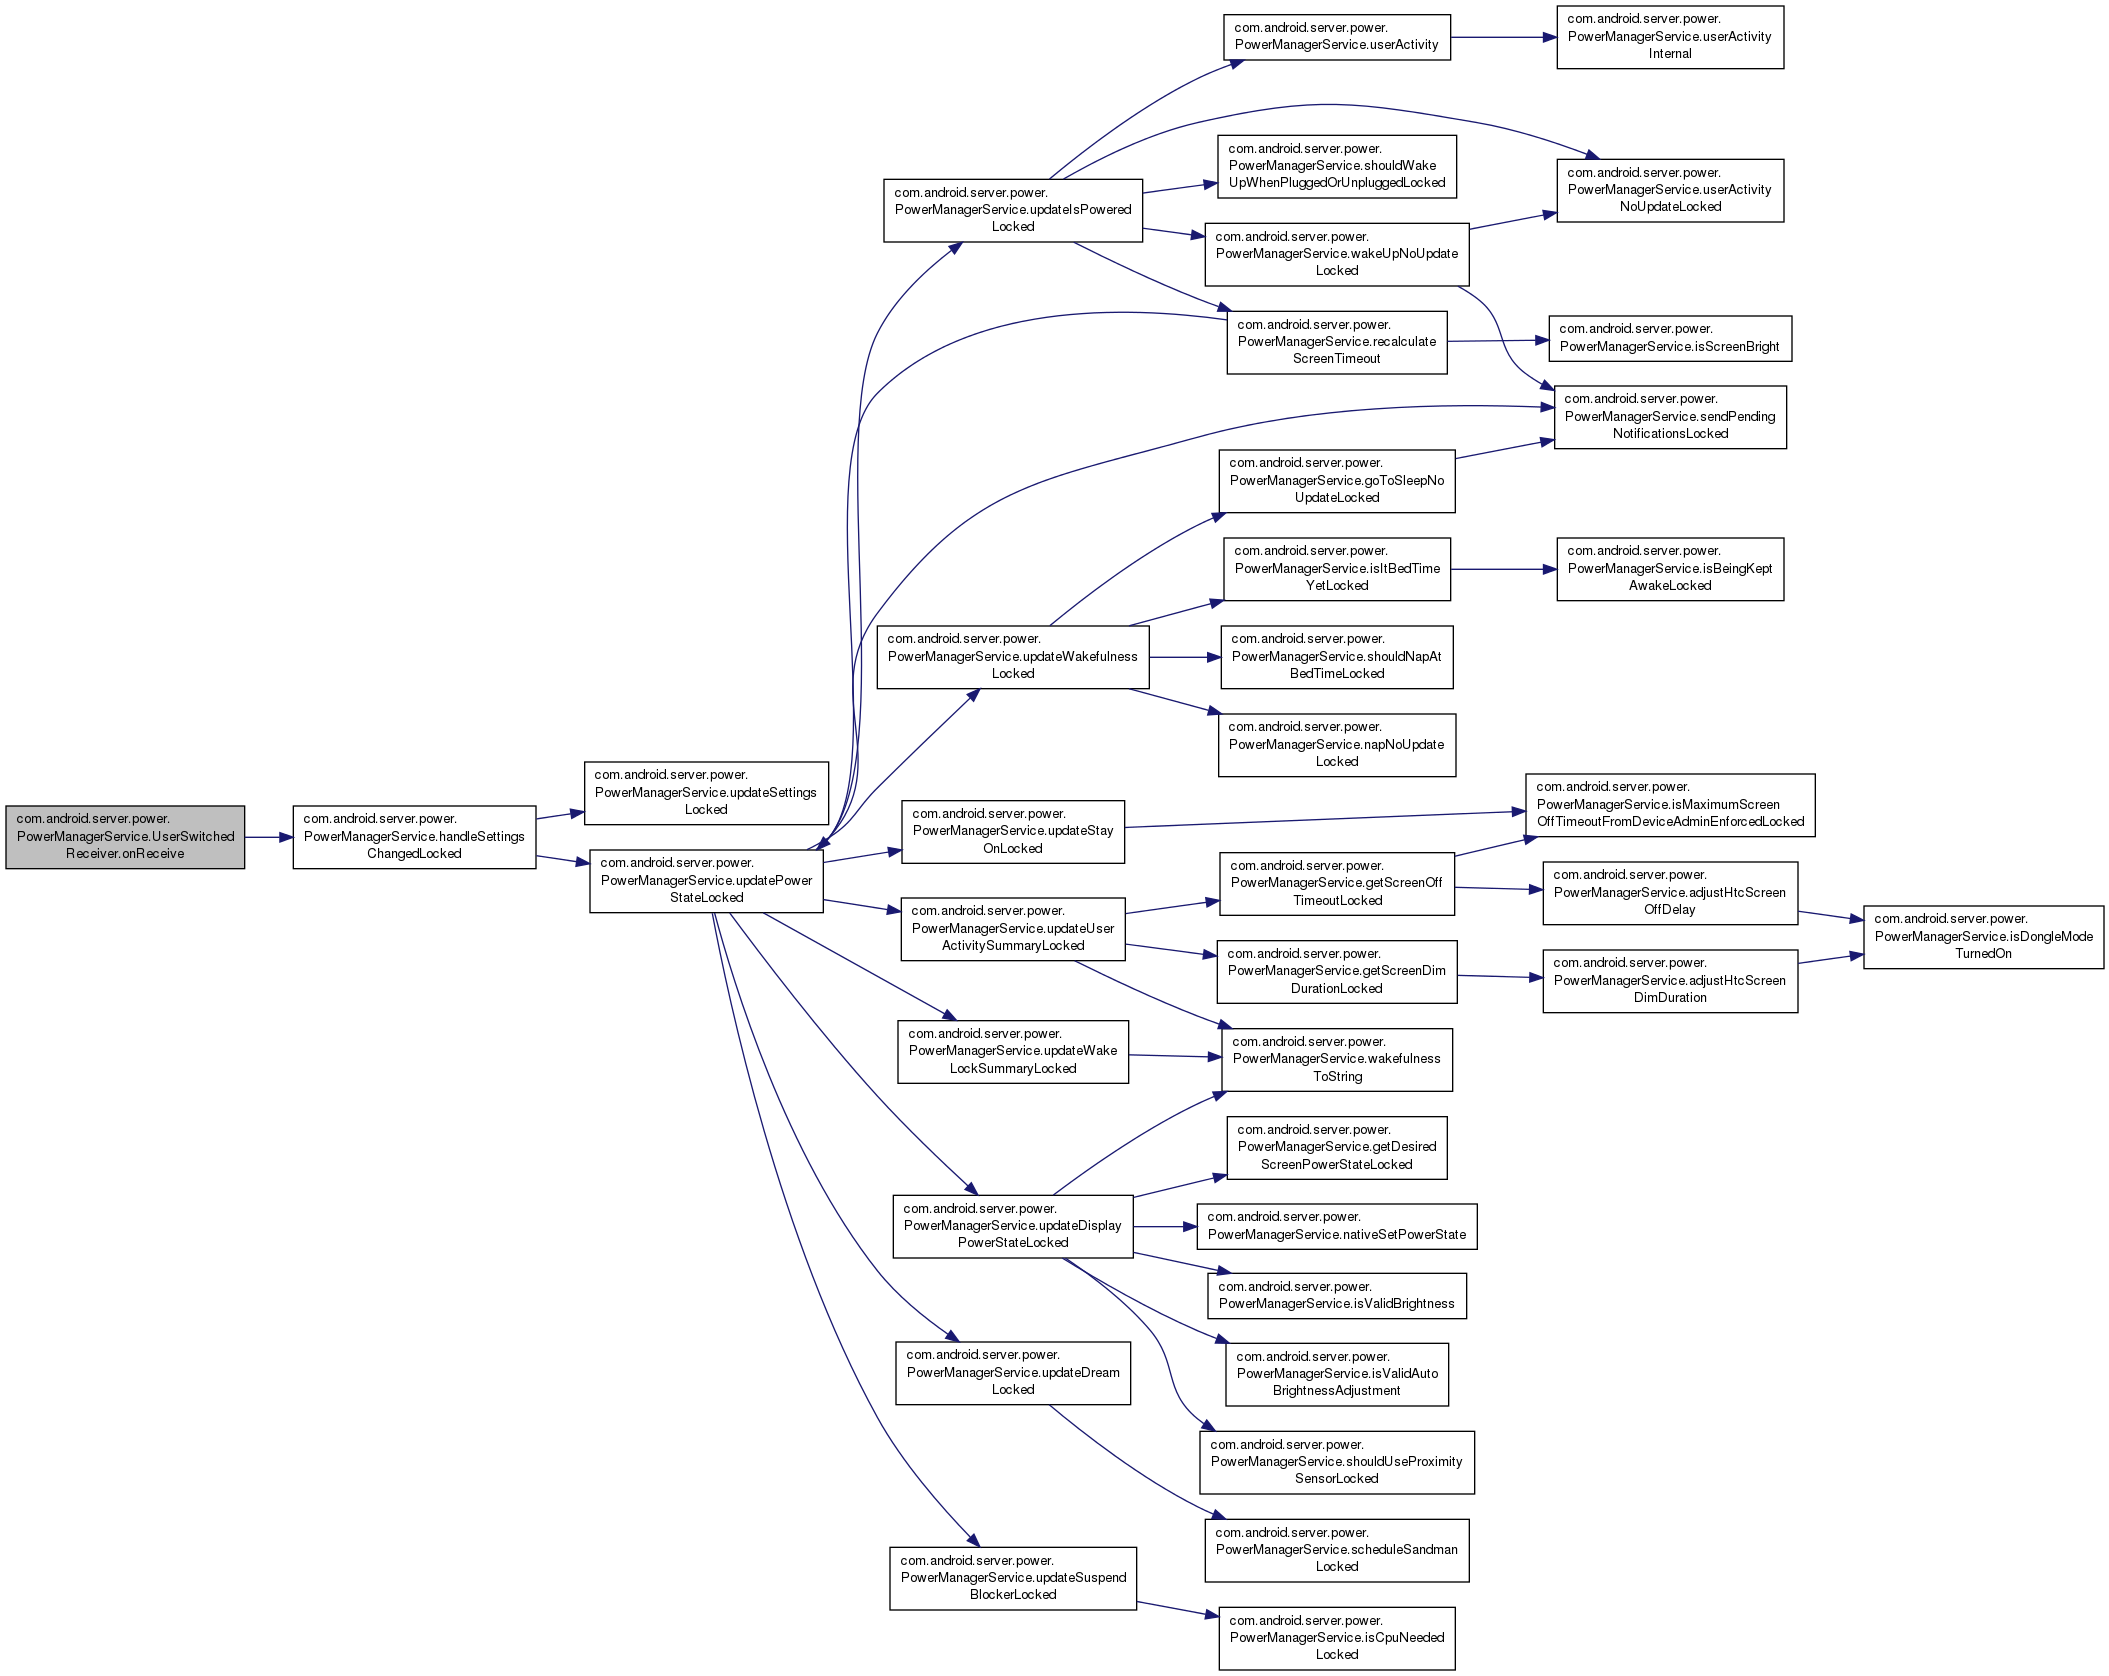 com.android.server.power.
PowerManagerService.UserSwitched
Receiver.onReceive
com.android.server.power.
PowerManagerService.handleSettings
ChangedLocked
com.android.server.power.
PowerManagerService.updateSettings
Locked
com.android.server.power.
PowerManagerService.updatePower
StateLocked
com.android.server.power.
PowerManagerService.updateIsPowered
Locked
com.android.server.power.
PowerManagerService.updateWakefulness
Locked
com.android.server.power.
PowerManagerService.updateStay
OnLocked
com.android.server.power.
PowerManagerService.updateUser
ActivitySummaryLocked
com.android.server.power.
PowerManagerService.updateWake
LockSummaryLocked
com.android.server.power.
PowerManagerService.updateDisplay
PowerStateLocked
com.android.server.power.
PowerManagerService.updateDream
Locked
com.android.server.power.
PowerManagerService.updateSuspend
BlockerLocked
com.android.server.power.
PowerManagerService.userActivity
com.android.server.power.
PowerManagerService.shouldWake
UpWhenPluggedOrUnpluggedLocked
com.android.server.power.
PowerManagerService.wakeUpNoUpdate
Locked
com.android.server.power.
PowerManagerService.recalculate
ScreenTimeout
com.android.server.power.
PowerManagerService.goToSleepNo
UpdateLocked
com.android.server.power.
PowerManagerService.isItBedTime
YetLocked
com.android.server.power.
PowerManagerService.shouldNapAt
BedTimeLocked
com.android.server.power.
PowerManagerService.napNoUpdate
Locked
com.android.server.power.
PowerManagerService.getScreenOff
TimeoutLocked
com.android.server.power.
PowerManagerService.getScreenDim
DurationLocked
com.android.server.power.
PowerManagerService.wakefulness
ToString
com.android.server.power.
PowerManagerService.getDesired
ScreenPowerStateLocked
com.android.server.power.
PowerManagerService.nativeSetPowerState
com.android.server.power.
PowerManagerService.isValidBrightness
com.android.server.power.
PowerManagerService.isValidAuto
BrightnessAdjustment
com.android.server.power.
PowerManagerService.shouldUseProximity
SensorLocked
com.android.server.power.
PowerManagerService.scheduleSandman
Locked
com.android.server.power.
PowerManagerService.isCpuNeeded
Locked
com.android.server.power.
PowerManagerService.userActivity
Internal
com.android.server.power.
PowerManagerService.userActivity
NoUpdateLocked
com.android.server.power.
PowerManagerService.isScreenBright
com.android.server.power.
PowerManagerService.sendPending
NotificationsLocked
com.android.server.power.
PowerManagerService.isBeingKept
AwakeLocked
com.android.server.power.
PowerManagerService.isMaximumScreen
OffTimeoutFromDeviceAdminEnforcedLocked
com.android.server.power.
PowerManagerService.adjustHtcScreen
OffDelay
com.android.server.power.
PowerManagerService.adjustHtcScreen
DimDuration
com.android.server.power.
PowerManagerService.isDongleMode
TurnedOn